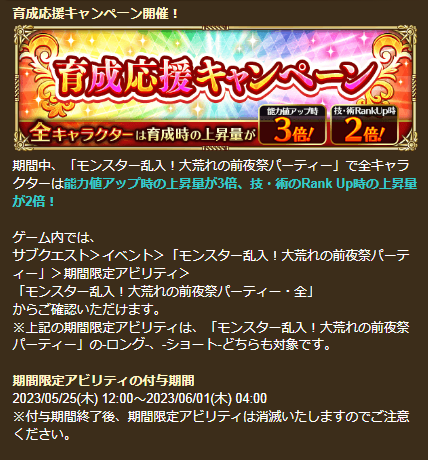 育成応援キャンペーン開催！
育成応援キャンペーン
全キャラクターは育成時の上昇量が
能力値アップ時
3倍!
技・術RankUp時
2倍!
期間中、「モンスター乱入！大荒れの前夜祭パーティー」で全キャラ
クターは能力値アップ時の上昇量が3倍、技・術のRank Up時の上昇量
が2倍！
ゲーム内では、
サブクエスト＞イベント＞「モンスター乱入！大荒れの前夜祭パーテ
ィー」＞期間限定アビリティ＞
「モンスター乱入！大荒れの前夜祭パーティー・全」
からご確認いただけます。
※上記の期間限定アビリティは、「モンスター乱入！大荒れの前夜祭
パーティー」の-ロング-、-ショート-どちらも対象です。
期間限定アビリティの付与期間
2023/05/25(木) 12:00～2023/06/01(木) 04:00
※付与期間終了後、期間限定アビリティは消滅いたしますのでご注意
ください。